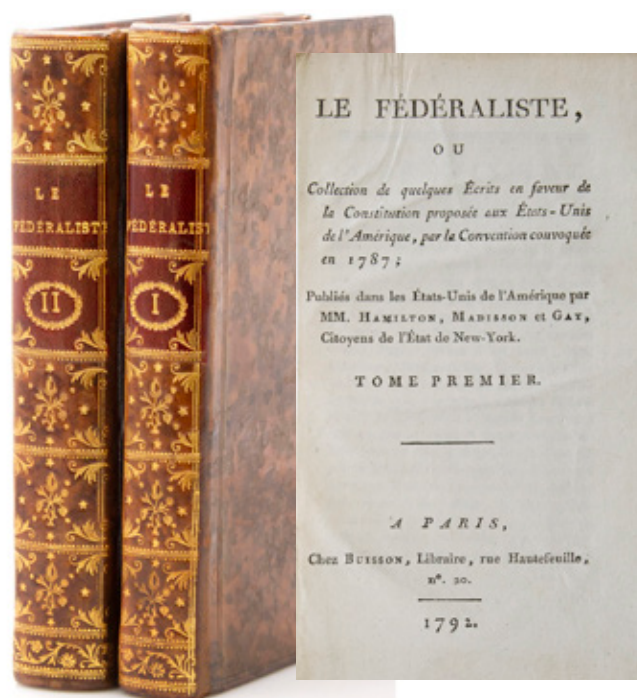 LE
FÉDÉRALISTE
II
LE
FÉDÉRALISTE
I
LE FÉDÉRALISTE,
OU
Collection de quelques Écrits en faveur de
la Constitution proposée aux États-Unis
de l'Amérique, par la Convention convoquée
en 1787;
Publiés dans les États-Unis de l'Amérique par
MM. HAMILTON, MADISSON et GAY,
Citoyens de l'État de New-York.
TOME PREMIER.
A PARIS,
Chez BUISSON, Libraire, rue Hautefeuille,
n°. 20.
1792.